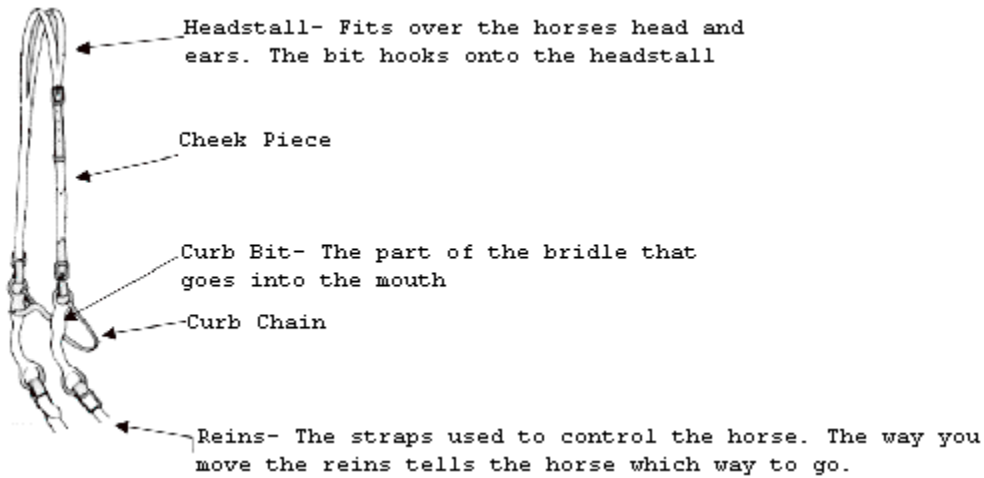 Headstall- Fits over the horses head and
ears. The bit hooks onto the headstall
Cheek Piece
Curb Bit- The part of the bridle that
goes into the mouth
Curb Chain
Reins- The straps used to control the horse. The way you
move the reins tells the horse which way to go.